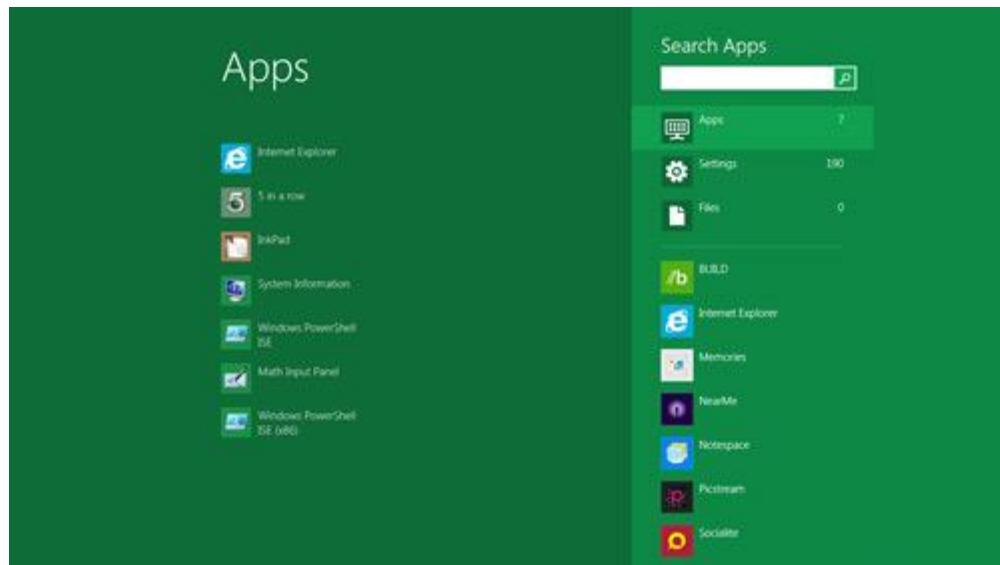 Apps
Internet Explorer
5 in a row
InkPad
System Information
Windows PowerShell
ISE
Math Input Panel
Windows PowerShell
ISE (x86)
Search Apps
Apps 7
Settings 190
Files 0
//b BUILD
Internet Explorer
Memories
NearMe
Notespace
Picstream
Socialite